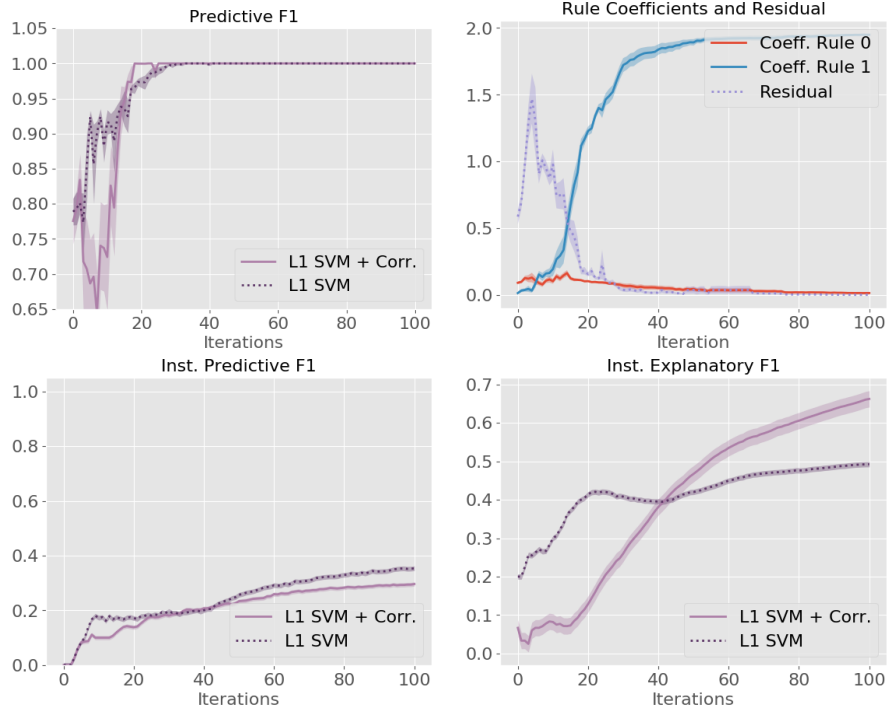 Predictive F1
1.05
1.00
0.95
0.90
0.85
0.80
0.75
0.70
0.65
L1 SVM + Corr.
L1 SVM
0 20 40 60 80 100
Iterations
Rule Coefficients and Residual
2.0
1.5
1.0
0.5
0.0
Coeff. Rule 0
Coeff. Rule 1
Residual
0 20 40 60 80 100
Iteration
Inst. Predictive F1
1.0
0.8
0.6
0.4
0.2
0.0
L1 SVM + Corr.
L1 SVM
0 20 40 60 80 100
Iterations
Inst. Explanatory F1
0.7
0.6
0.5
0.4
0.3
0.2
0.1
0.0
L1 SVM + Corr.
L1 SVM
0 20 40 60 80 100
Iterations